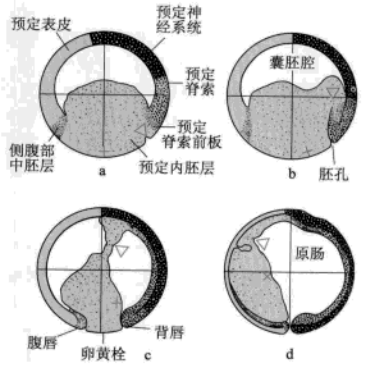 预定表皮
预定神
经系统
预定
脊索
预定
脊索前板
侧腹部
中胚层
预定内胚层
a
囊胚腔
胚孔
b
腹唇
卵黄栓
背唇
c
原肠
d